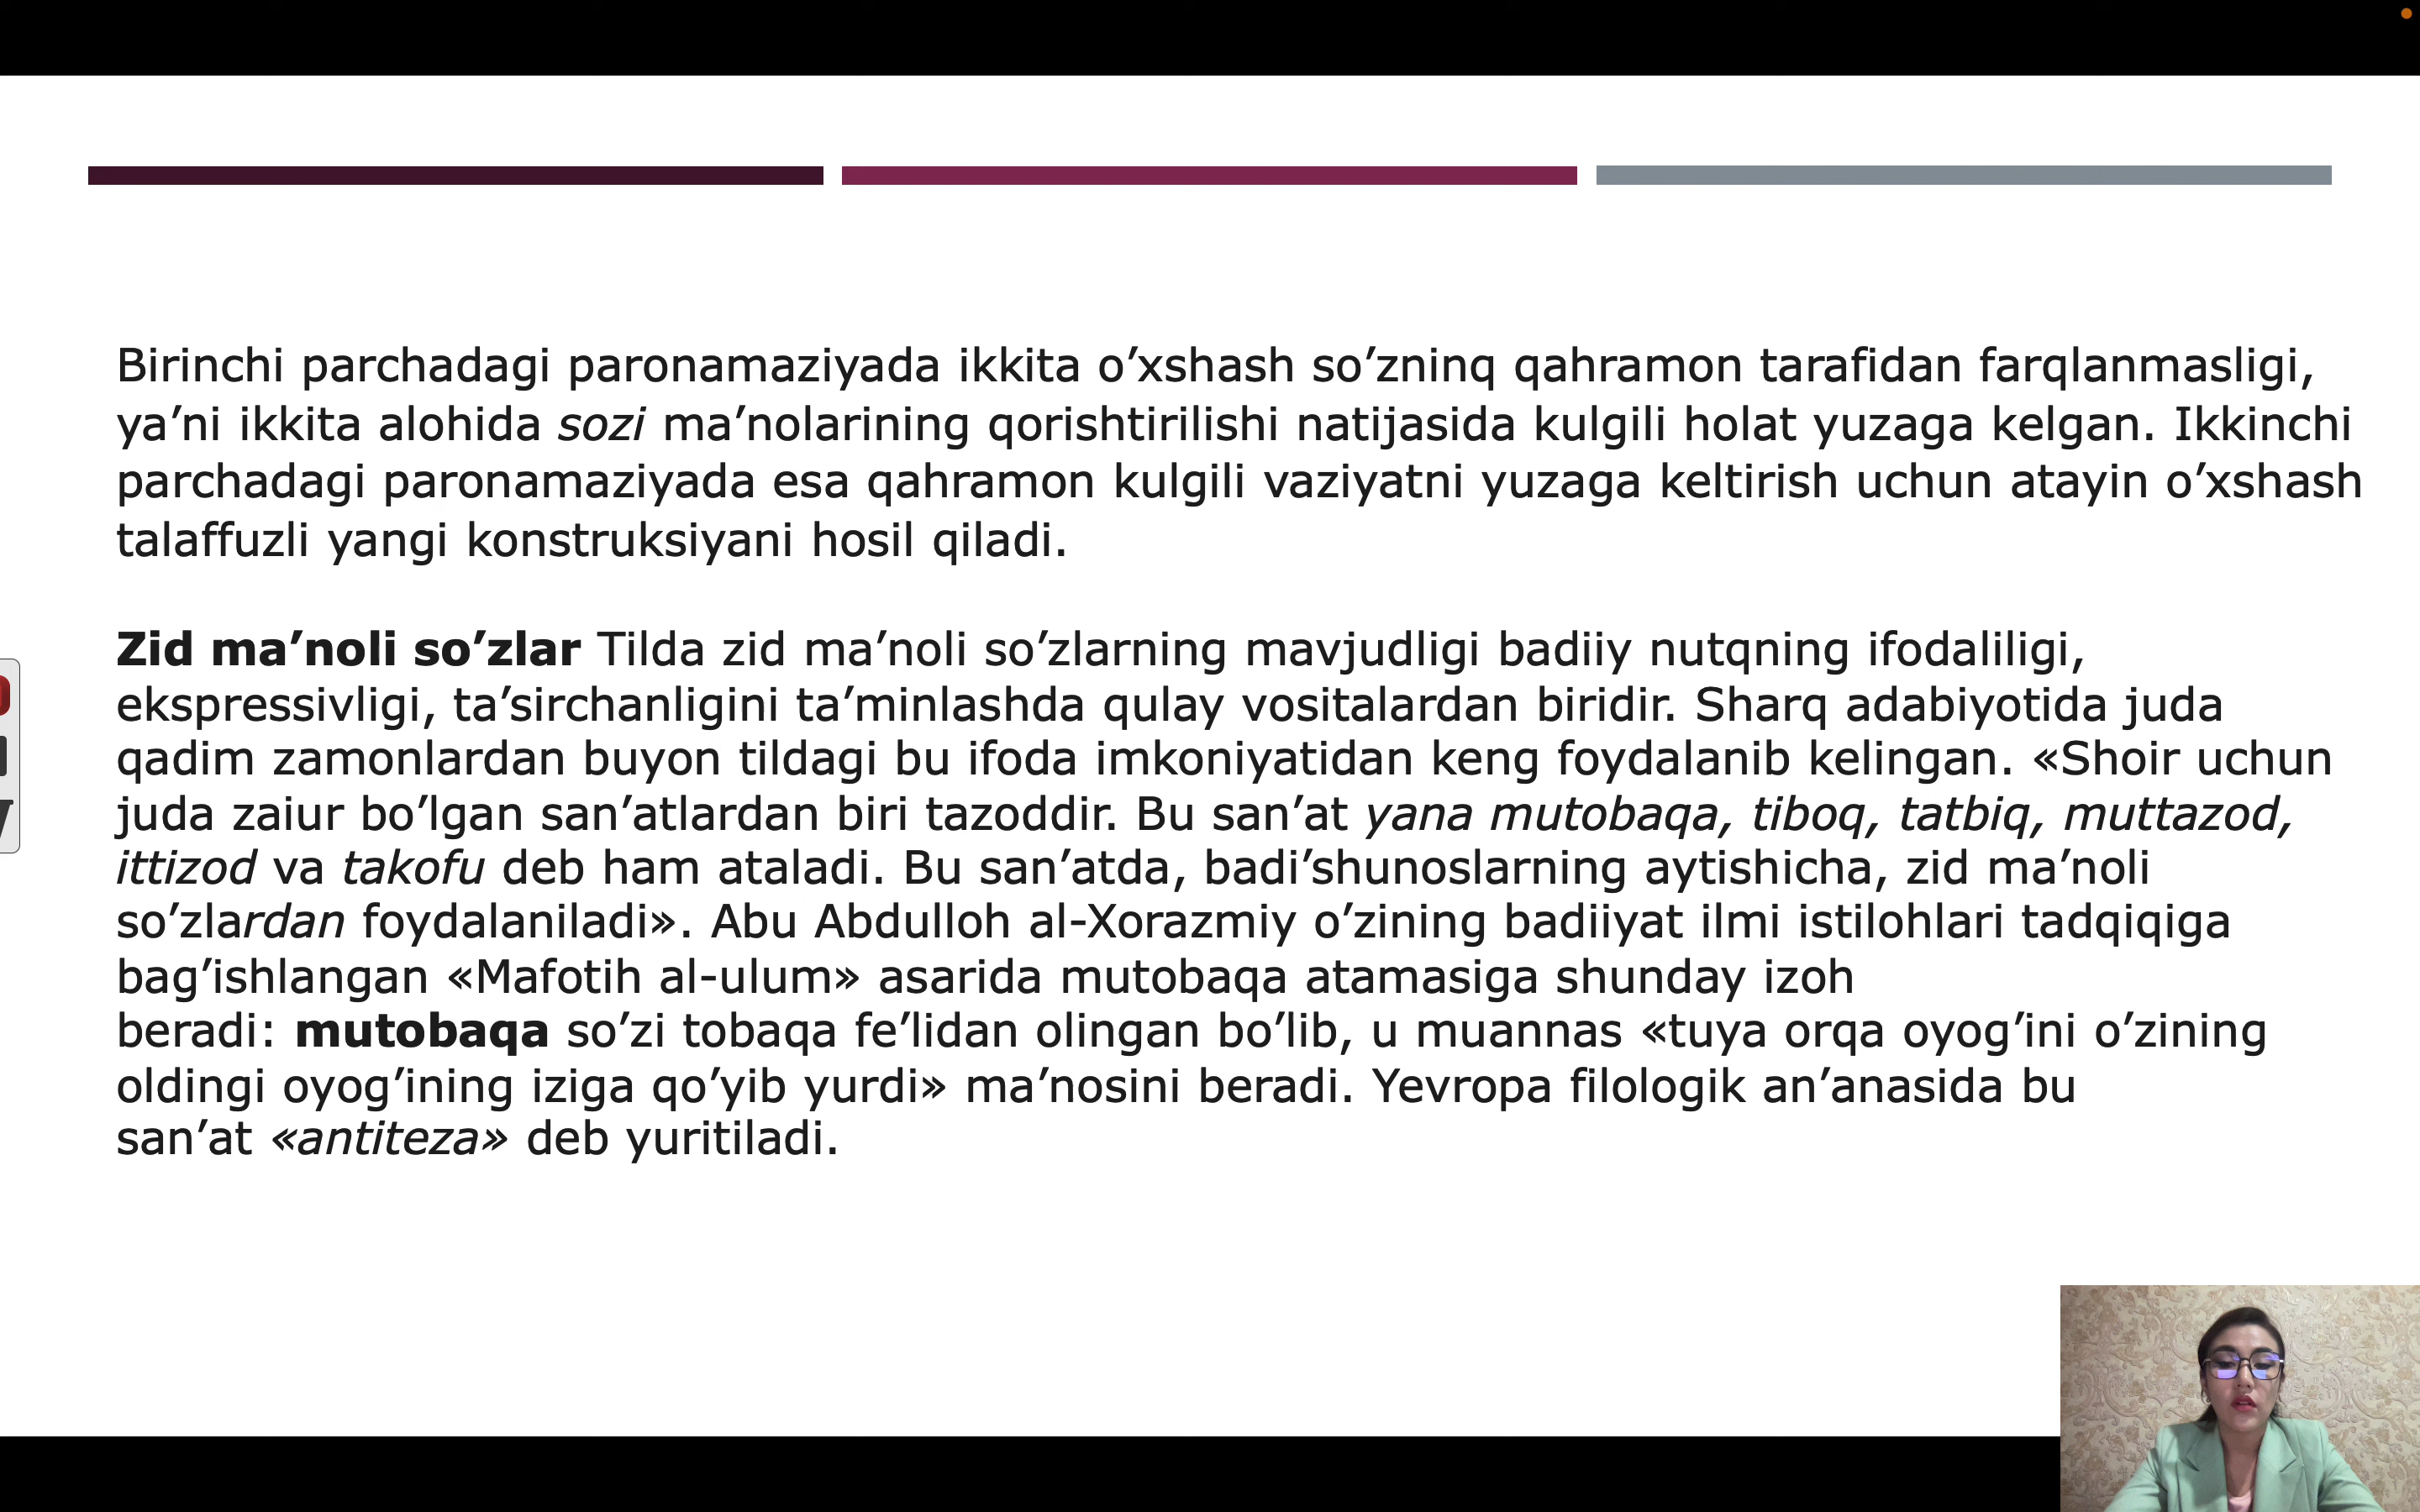 Birinchi parchadagi paronamaziyada ikkita o’xshash so’zninq qahramon tarafidan farqlanmasligi,
ya’ni ikkita alohida sozi ma’nolarining qorishtirilishi natijasida kulgili holat yuzaga kelgan. Ikkinchi
parchadagi paronamaziyada esa qahramon kulgili vaziyatni yuzaga keltirish uchun atayin o’xshash
talaffuzli yangi konstruksiyani hosil qiladi.
Zid ma’noli so’zlar Tilda zid ma’noli so’zlarning mavjudligi badiiy nutqning ifodaliligi,
ekspressivligi, ta’sirchanligini ta’minlashda qulay vositalardan biridir. Sharq adabiyotida juda
qadim zamonlardan buyon tildagi bu ifoda imkoniyatidan keng foydalanib kelingan. «Shoir uchun
juda zaiur bo’lgan san’atlardan biri tazoddir. Bu san’at yana mutobaqa, tiboq, tatbiq, muttazod,
ittizod va takofu deb ham ataladi. Bu san’atda, badi’shunoslarning aytishicha, zid ma’noli
so’zlardan foydalaniladi». Abu Abdulloh al-Xorazmiy o’zining badiiyat ilmi istilohlari tadqiqiga
bag’ishlangan «Mafotih al-ulum» asarida mutobaqa atamasiga shunday izoh
beradi: mutobaqa so’zi tobaqa fe’lidan olingan bo’lib, u muannas «tuya orqa oyog’ini o’zining
oldingi oyog’ining iziga qo’yib yurdi» ma’nosini beradi. Yevropa filologik an’anasida bu
san’at «antiteza» deb yuritiladi.